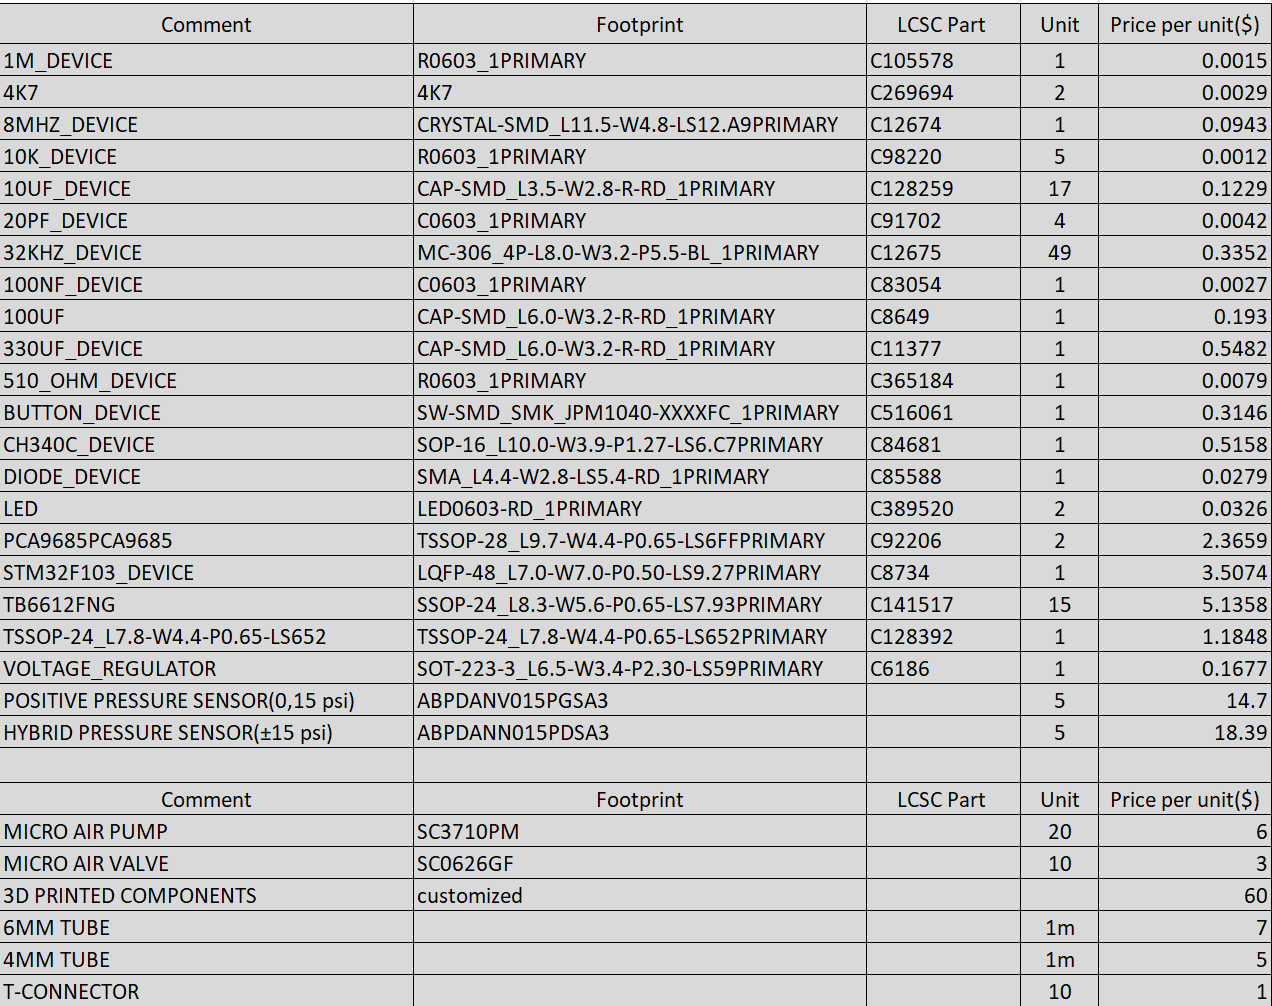 Comment Footprint LCSC Part Unit Price per unit($)
1M_DEVICE R0603_1PRIMARY C105578 1 0.0015
4K7 4K7 C269694 2 0.0029
8MHZ_DEVICE CRYSTAL-SMD_L11.5-W4.8-LS12.A9PRIMARY C12674 1 0.0943
10K_DEVICE R0603_1PRIMARY C98220 5 0.0012
10UF_DEVICE CAP-SMD_L3.5-W2.8-R-RD_1PRIMARY C128259 17 0.1229
20PF_DEVICE C0603_1PRIMARY C91702 4 0.0042
32KHZ_DEVICE MC-306_4P-L8.0-W3.2-P5.5-BL_1PRIMARY C12675 49 0.3352
100NF_DEVICE C0603_1PRIMARY C83054 1 0.0027
100UF CAP-SMD_L6.0-W3.2-R-RD_1PRIMARY C8649 1 0.193
330UF_DEVICE CAP-SMD_L6.0-W3.2-R-RD_1PRIMARY C11377 1 0.5482
510_OHM_DEVICE R0603_1PRIMARY C365184 1 0.0079
BUTTON_DEVICE SW-SMD_SMK_JPM1040-XXXXFC_1PRIMARY C516061 1 0.3146
CH340C_DEVICE SOP-16_L10.0-W3.9-P1.27-LS6.C7PRIMARY C84681 1 0.5158
DIODE_DEVICE SMA_L4.4-W2.8-LS5.4-RD_1PRIMARY C85588 1 0.0279
LED LED0603-RD_1PRIMARY C389520 2 0.0326
PCA9685PCA9685 TSSOP-28_L9.7-W4.4-P0.65-LS6FFPRIMARY C92206 2 2.3659
STM32F103_DEVICE LQFP-48_L7.0-W7.0-P0.50-LS9.27PRIMARY C8734 1 3.5074
TB6612FNG SSOP-24_L8.3-W5.6-P0.65-LS7.93PRIMARY C141517 15 5.1358
TSSOP-24_L7.8-W4.4-P0.65-LS652 TSSOP-24_L7.8-W4.4-P0.65-LS652PRIMARY C128392 1 1.1848
VOLTAGE_REGULATOR SOT-223-3_L6.5-W3.4-P2.30-LS59PRIMARY C6186 1 0.1677
POSITIVE PRESSURE SENSOR(0,15 psi) ABPDANV015PGSA3 5 14.7
HYBRID PRESSURE SENSOR(±15 psi) ABPDANN015PDSA3 5 18.39
Comment Footprint LCSC Part Unit Price per unit($)
MICRO AIR PUMP SC3710PM 20 6
MICRO AIR VALVE SC0626GF 10 3
3D PRINTED COMPONENTS customized 60
6MM TUBE 1m 7
4MM TUBE 1m 5
T-CONNECTOR 10 1